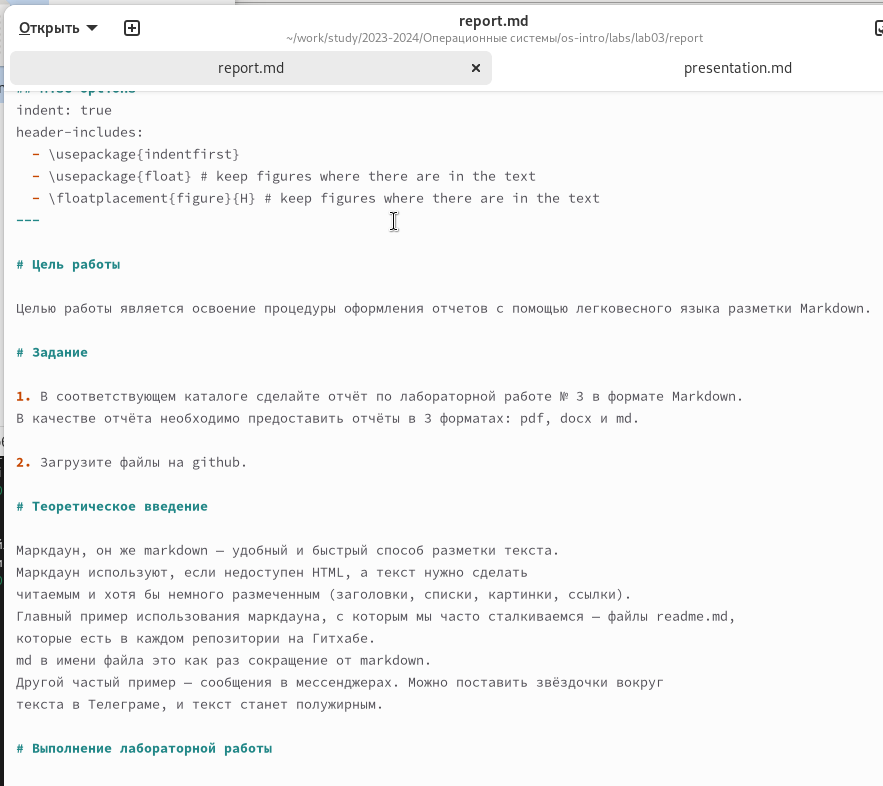 Открыть
report.md
~/work/study/2023-2024/Операционные системы/os-intro/labs/lab03/report
report.md
presentation.md
indent: true
header-includes:
- \usepackage{indentfirst}
- \usepackage{float} # keep figures where there are in the text
- \floatplacement{figure}{H} # keep figures where there are in the text
---
# Цель работы
Целью работы является освоение процедуры оформления отчетов с помощью легковесного языка разметки Markdown.
# Задание
1. В соответствующем каталоге сделайте отчёт по лабораторной работе № 3 в формате Markdown.
В качестве отчёта необходимо предоставить отчёты в 3 форматах: pdf, docx и md.
2. Загрузите файлы на github.
# Теоретическое введение
Маркдаун, он же markdown — удобный и быстрый способ разметки текста.
Маркдаун используют, если недоступен HTML, а текст нужно сделать
читаемым и хотя бы немного размеченным (заголовки, списки, картинки, ссылки).
Главный пример использования маркдауна, с которым мы часто сталкиваемся — файлы readme.md,
которые есть в каждом репозитории на Гитхабе.
md в имени файла это как раз сокращение от markdown.
Другой частый пример — сообщения в мессенджерах. Можно поставить звёздочки вокруг
текста в Телеграме, и текст станет полужирным.
# Выполнение лабораторной работы